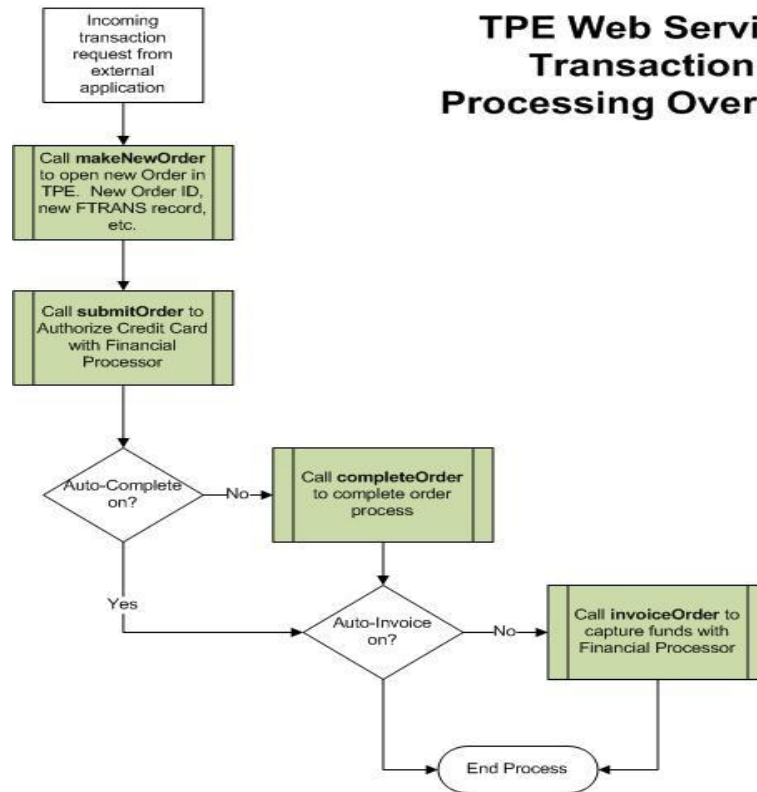 TPE Web Servi
Transaction
Processing Over
Incoming
transaction
request from
external
application
Call makeNewOrder
to open new Order in
TPE. New Order ID,
new FTRANS record,
etc.
Call submitOrder to
Authorize Credit Card
with Financial
Processor
Auto-Complete
on?
No
Call completeOrder
to complete order
process
Yes
Auto-Invoice
on?
No
Call invoiceOrder to
capture funds with
Financial Processor
End Process